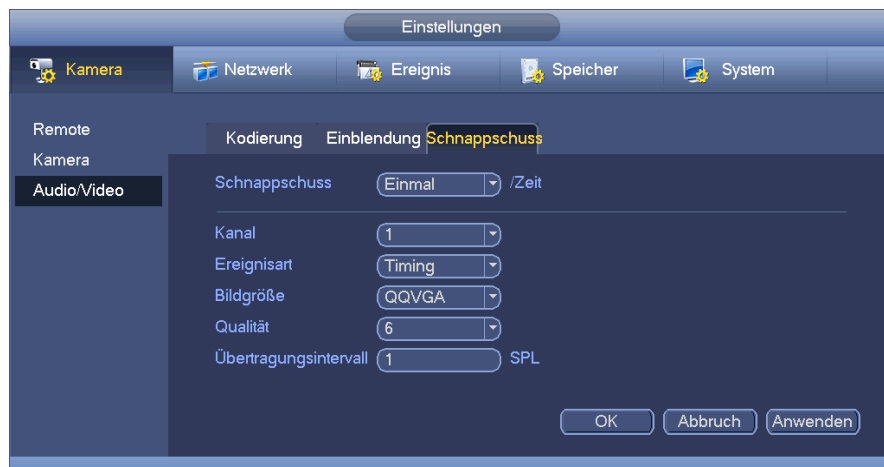 Einstellungen
Kamera Netzwerk Ereignis Speicher System
Remote
Kamera
Audio/Video
Kodierung Einblendung Schnappschuss
Schnappschuss Einmal /Zeit
Kanal 1
Ereignisart Timing
Bildgröße QQVGA
Qualität 6
Übertragungsintervall 1 SPL
OK Abbruch Anwenden